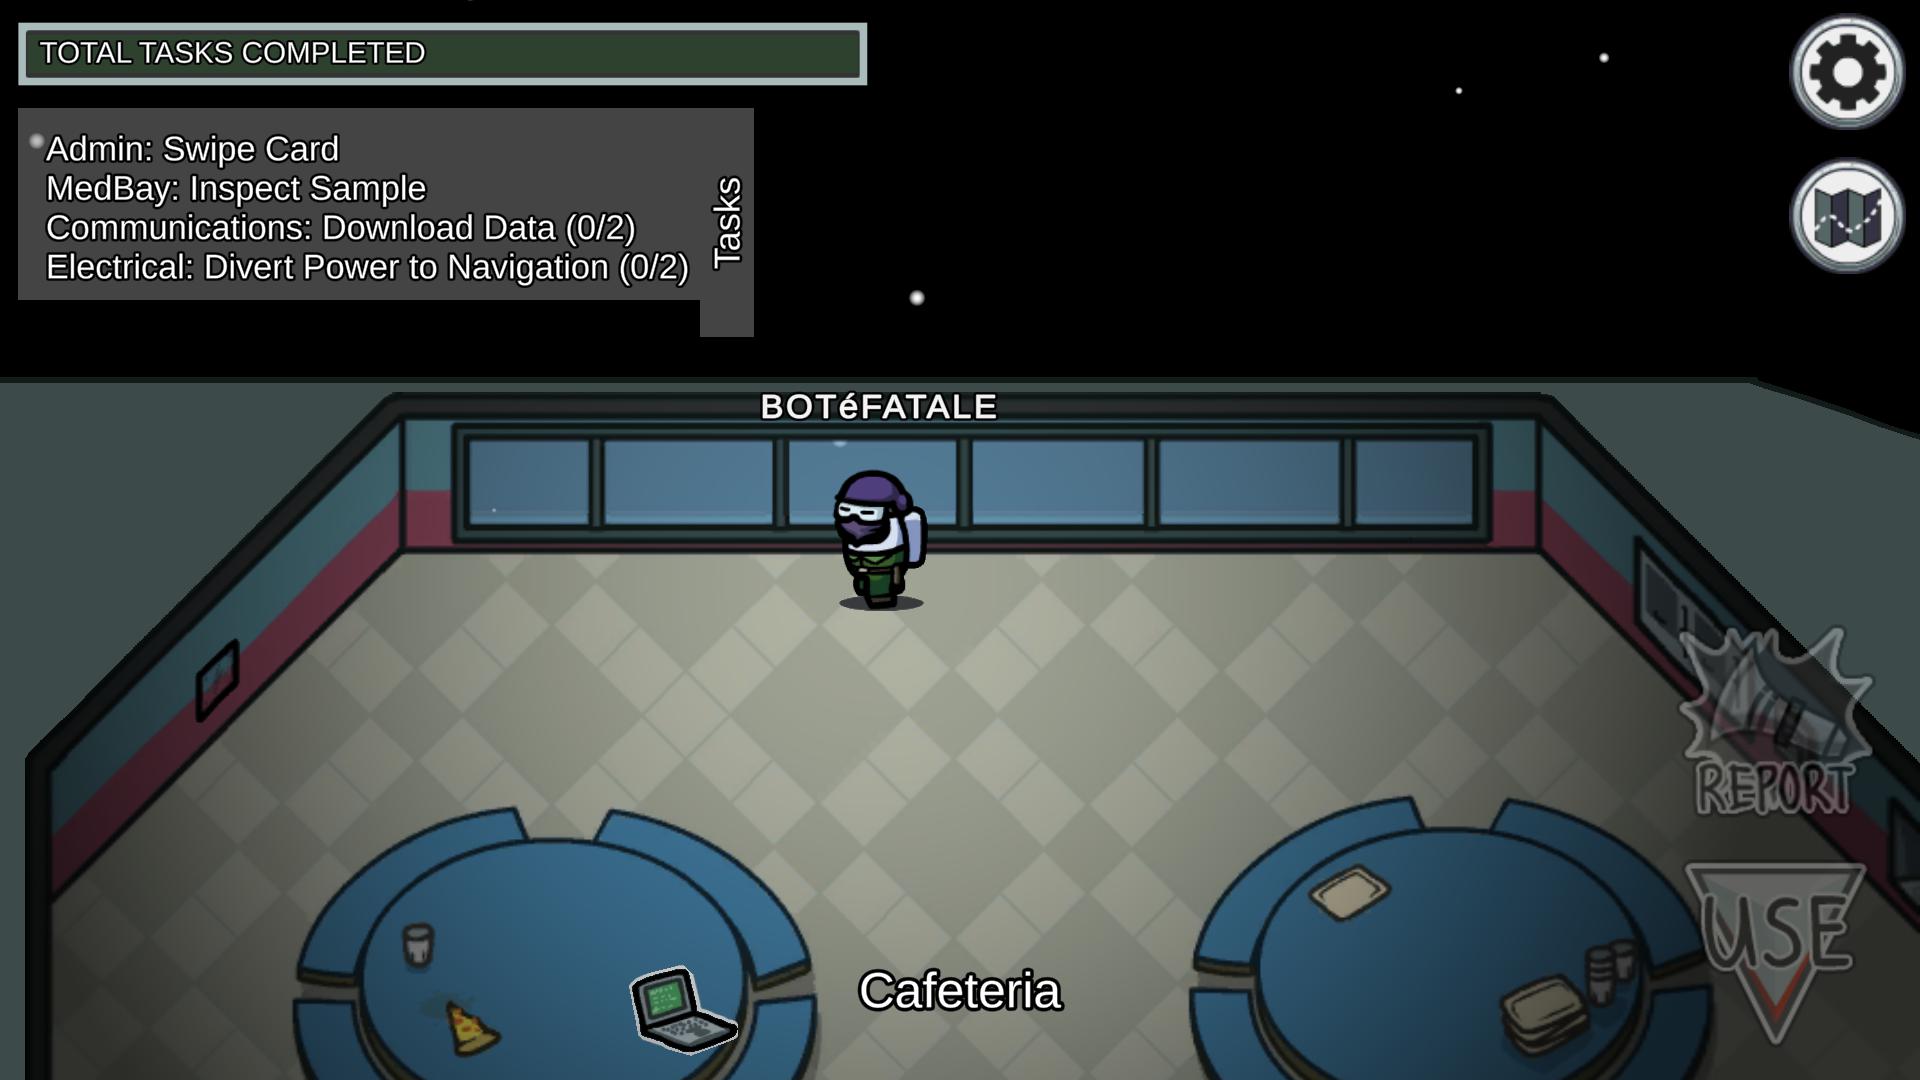 TOTAL TASKS COMPLETED
Admin: Swipe Card
MedBay: Inspect Sample
Communications: Download Data (0/2)
Electrical: Divert Power to Navigation (0/2)
Tasks
BOTéFATALE
REPORT
USE
Cafeteria